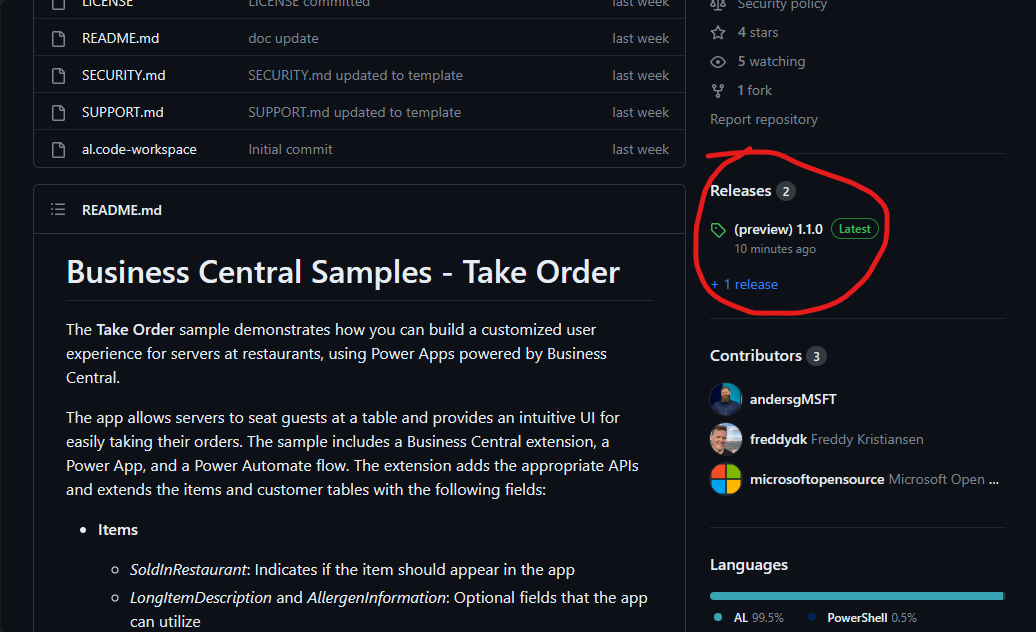 LICENSE LICENSE committed last week
README.md doc update last week
SECURITY.md SECURITY.md updated to template last week
SUPPORT.md SUPPORT.md updated to template last week
al.code-workspace Initial commit last week
README.md
Business Central Samples - Take Order
The Take Order sample demonstrates how you can build a customized user
experience for servers at restaurants, using Power Apps powered by Business
Central.
The app allows servers to seat guests at a table and provides an intuitive UI for
easily taking their orders. The sample includes a Business Central extension, a
Power App, and a Power Automate flow. The extension adds the appropriate APIs
and extends the items and customer tables with the following fields:
• Items
○ SoldInRestaurant: Indicates if the item should appear in the app
○ LongItemDescription and AllergenInformation: Optional fields that the app
can utilize
Security policy
4 stars
5 watching
1 fork
Report repository
Releases 2
(preview) 1.1.0 Latest
10 minutes ago
+ 1 release
Contributors 3
andersgMSFT
freddydk Freddy Kristiansen
microsoftopensource Microsoft Open ...
Languages
AL 99.5% PowerShell 0.5%